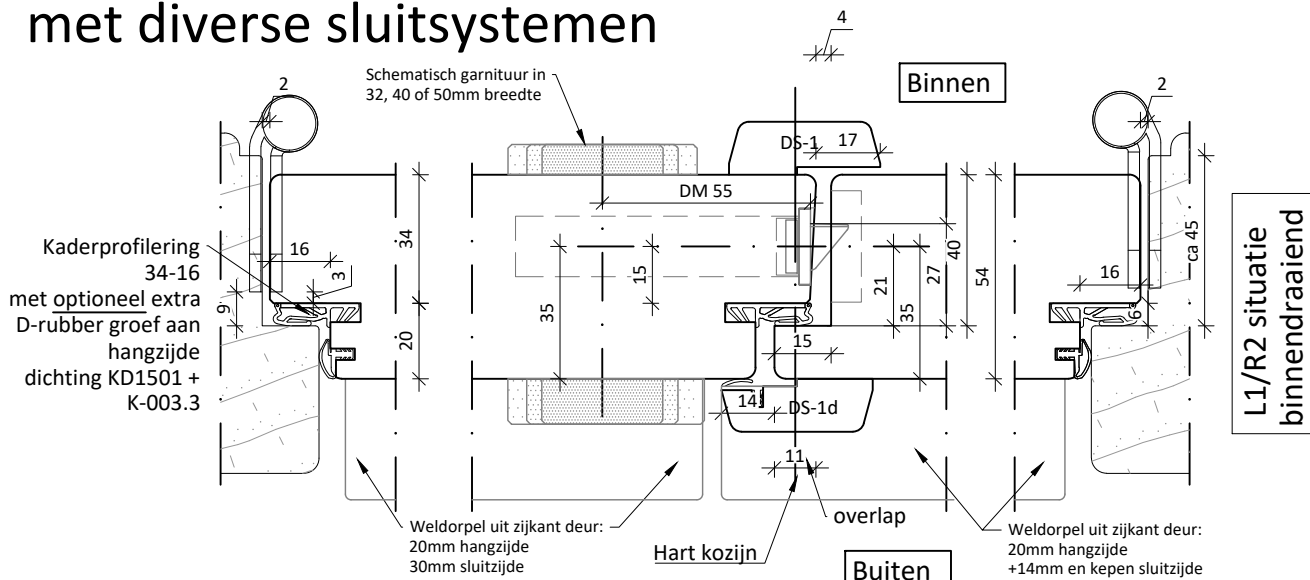 met diverse sluitsystemen
4
Schematisch garnituur in
32, 40 of 50mm breedte
Binnen
2
2
DS-1
17
DM 55
Kaderprofilering
34-16
met optioneel extra
D-rubber groef aan
hangzijde
dichting KD1501 +
K-003.3
16
3
9
34
20
35
15
21
35
27
40
54
16
6
ca 45
15
14
DS-1d
11
overlap
Hart kozijn
Buiten
Weldorpel uit zijkant deur:
20mm hangzijde
30mm sluitzijde
Weldorpel uit zijkant deur:
20mm hangzijde
+14mm en kepen sluitzijde
L1/R2 situatie
binnendraaiend